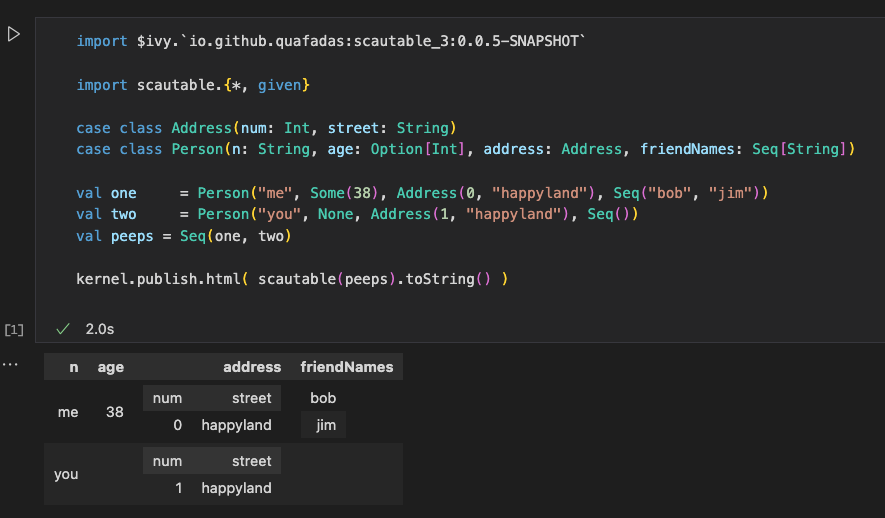 import $ivy.`io.github.quafadas:scautable_3:0.0.5-SNAPSHOT`
import scautable.{*, given}
case class Address(num: Int, street: String)
case class Person(n: String, age: Option[Int], address: Address, friendNames: Seq[String])
val one     = Person("me", Some(38), Address(0, "happyland"), Seq("bob", "jim"))
val two     = Person("you", None, Address(1, "happyland"), Seq())
val peeps = Seq(one, two)
kernel.publish.html( scautable(peeps).toString() )
[1] ✓ 2.0s
...
n age address friendNames
num street bob
me 38
0 happyland jim
num street
you
1 happyland